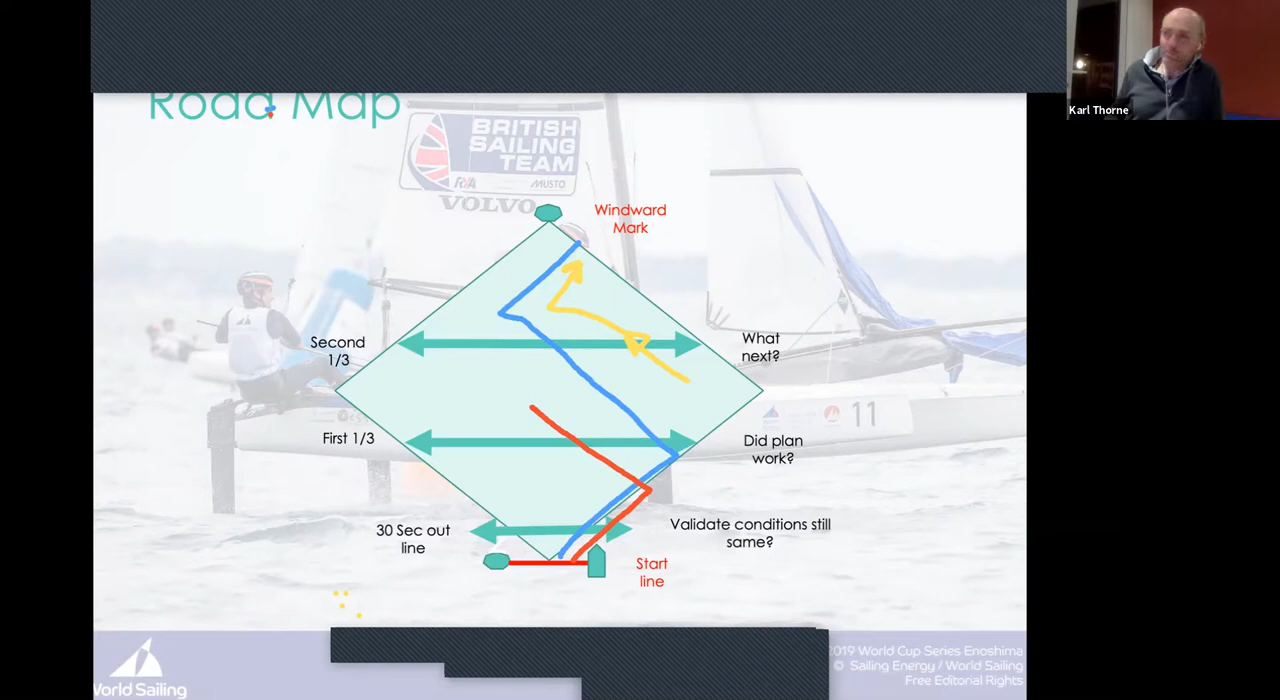 Road Map
Karl Thorne
BRITISH
SAILING
TEAM
RYA
MUSTO
VOLVO
Windward
Mark
Second
1/3
What
next?
11
First 1/3
Did plan
work?
30 Sec out
line
Validate conditions still
same?
Start
line
World Sailing
2019 World Cup Series Enoshima
© Sailing Energy / World Sailing
Free Editorial Rights